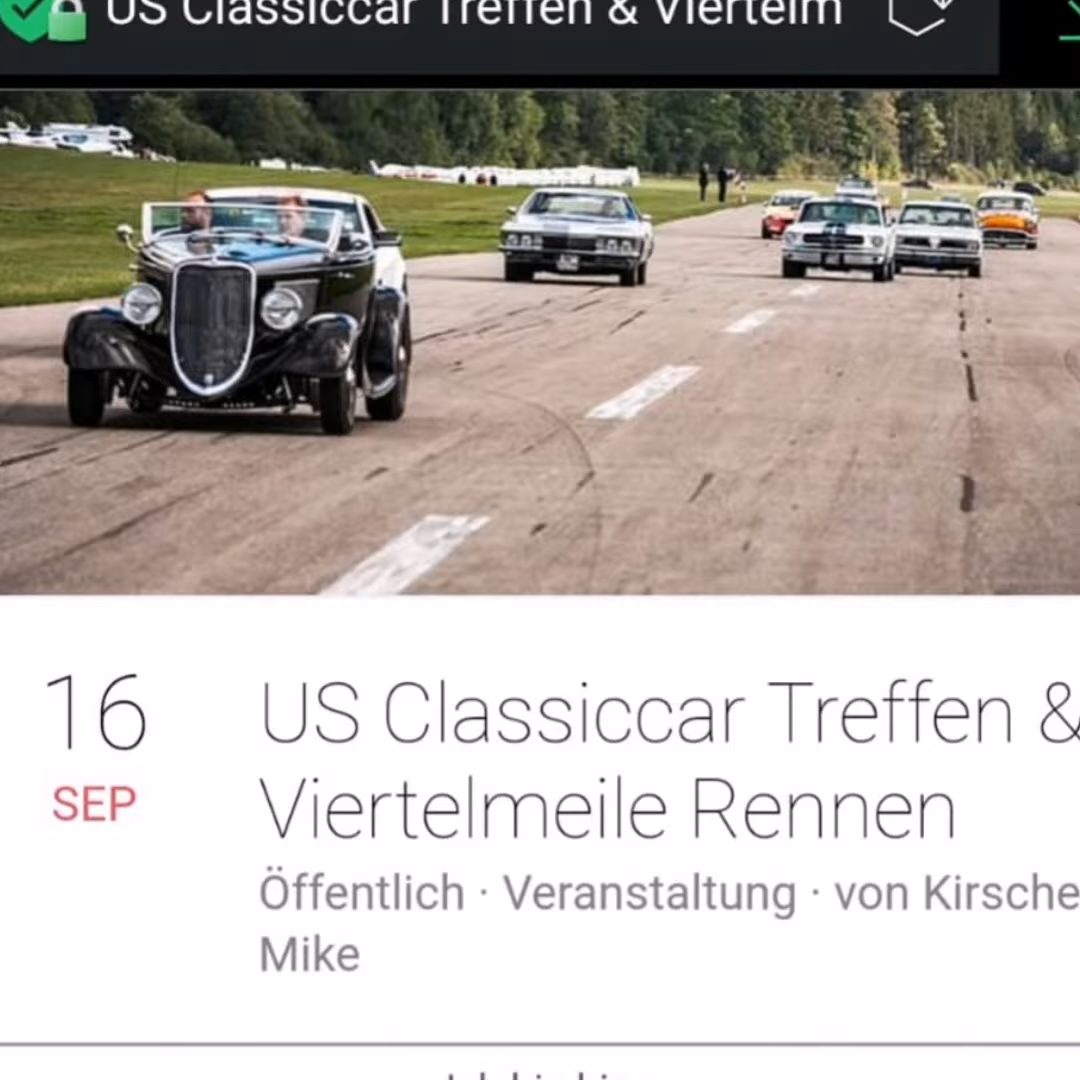 US Classiccar Treffen & Viertelm
16
SEP
US Classiccar Treffen &
Viertelmeile Rennen
Öffentlich · Veranstaltung · von Kirsche
Mike